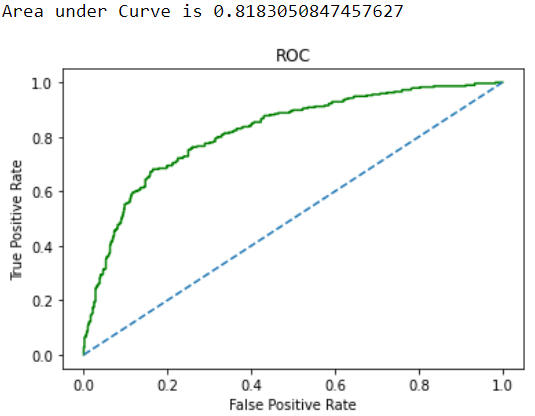 Area under Curve is 0.8183050847457627
ROC
1.0
0.8
0.6
0.4
0.2
0.0
True Positive Rate
0.0 0.2 0.4 0.6 0.8 1.0
False Positive Rate